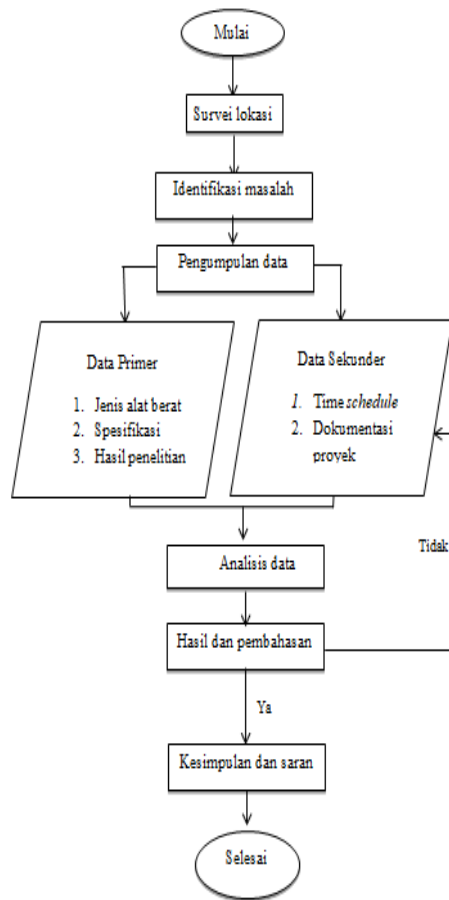 Mulai
Survei lokasi
Identifikasi masalah
Pengumpulan data
Data Primer
1. Jenis alat berat
2. Spesifikasi
3. Hasil penelitian
Data Sekunder
1. Time schedule
2. Dokumentasi
proyek
Tidak
Analisis data
Hasil dan pembahasan
Ya
Kesimpulan dan saran
Selesai